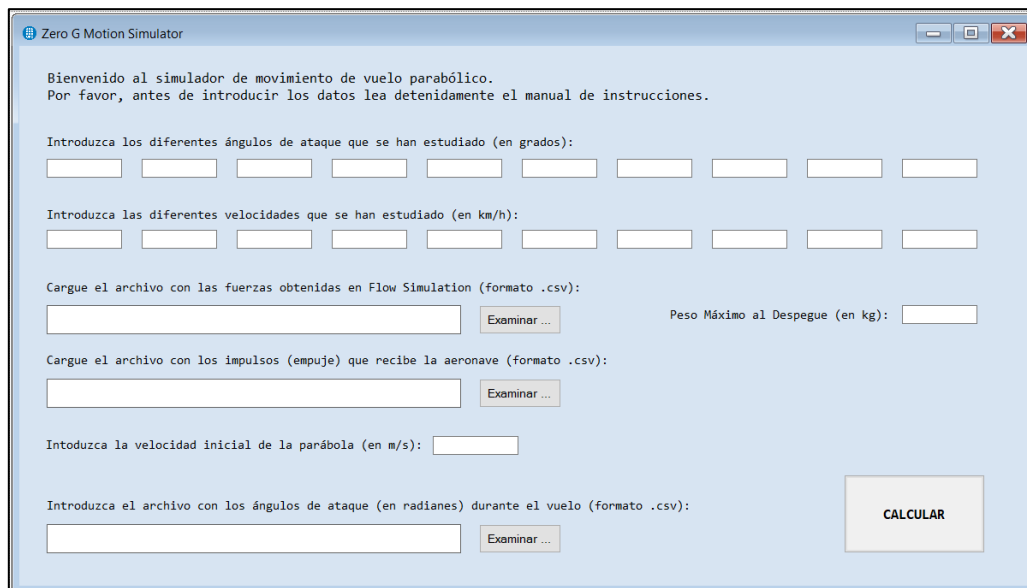 Zero G Motion Simulator
Bienvenido al simulador de movimiento de vuelo parabólico.
Por favor, antes de introducir los datos lea detenidamente el manual de instrucciones.
Introduzca los diferentes ángulos de ataque que se han estudiado (en grados):
Introduzca las diferentes velocidades que se han estudiado (en km/h):
Cargue el archivo con las fuerzas obtenidas en Flow Simulation (formato .csv):
Examinar ...
Peso Máximo al Despegue (en kg):
Cargue el archivo con los impulsos (empuje) que recibe la aeronave (formato .csv):
Examinar ...
Intoduzca la velocidad inicial de la parábola (en m/s):
Introduzca el archivo con los ángulos de ataque (en radianes) durante el vuelo (formato .csv):
Examinar ...
CALCULAR